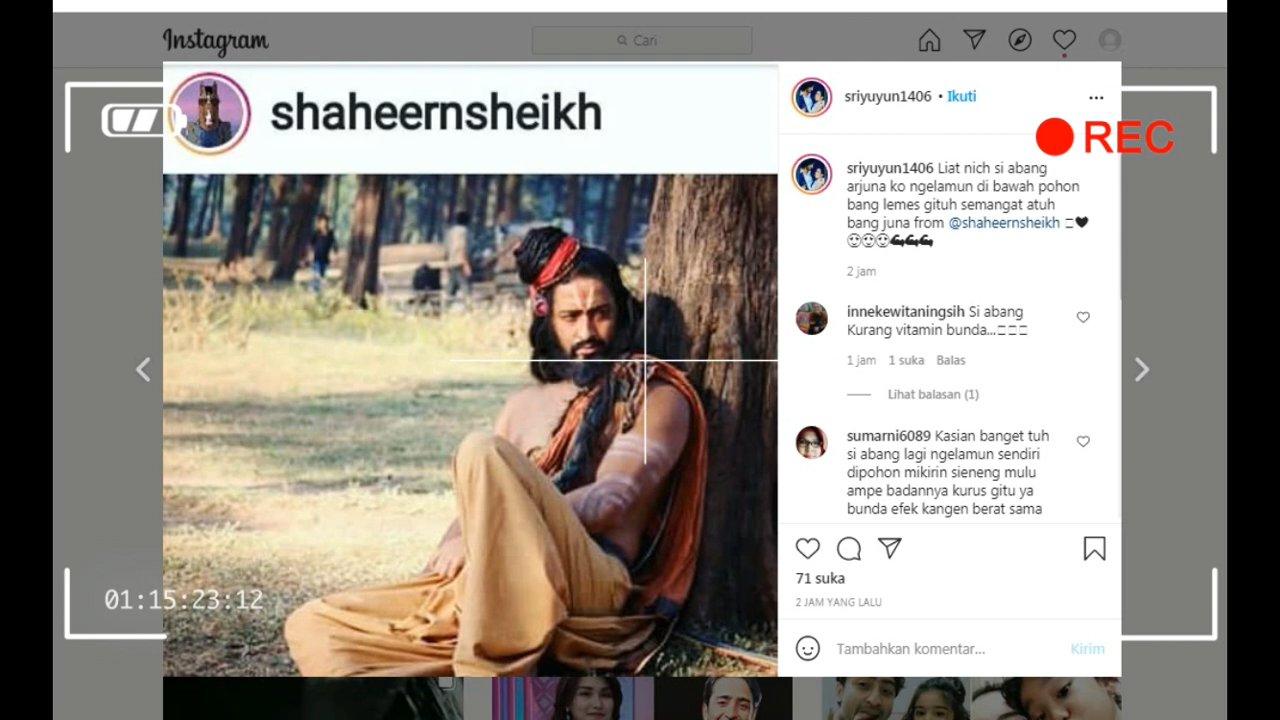 Instagram
Cari
shaheernsheikh
sriyuyun1406 • Ikuti
REC
sriyuyun1406 Liat nich si abang
arjuna ko ngelamun di bawah pohon
bang lemes gituh semangat atuh
bang juna from @shaheernsheikh
2 jam
innekewitaningsih Si abang
Kurang vitamin bunda...
1 jam 1 suka Balas
Lihat balasan (1)
sumarni6089 Kasian banget tuh
si abang lagi ngelamun sendiri
dipohon mikirin sieneng mulu
ampe badannya kurus gitu ya
bunda efek kangen berat sama
71 suka
2 JAM YANG LALU
Tambahkan komentar... Kirim
01:15:23:12